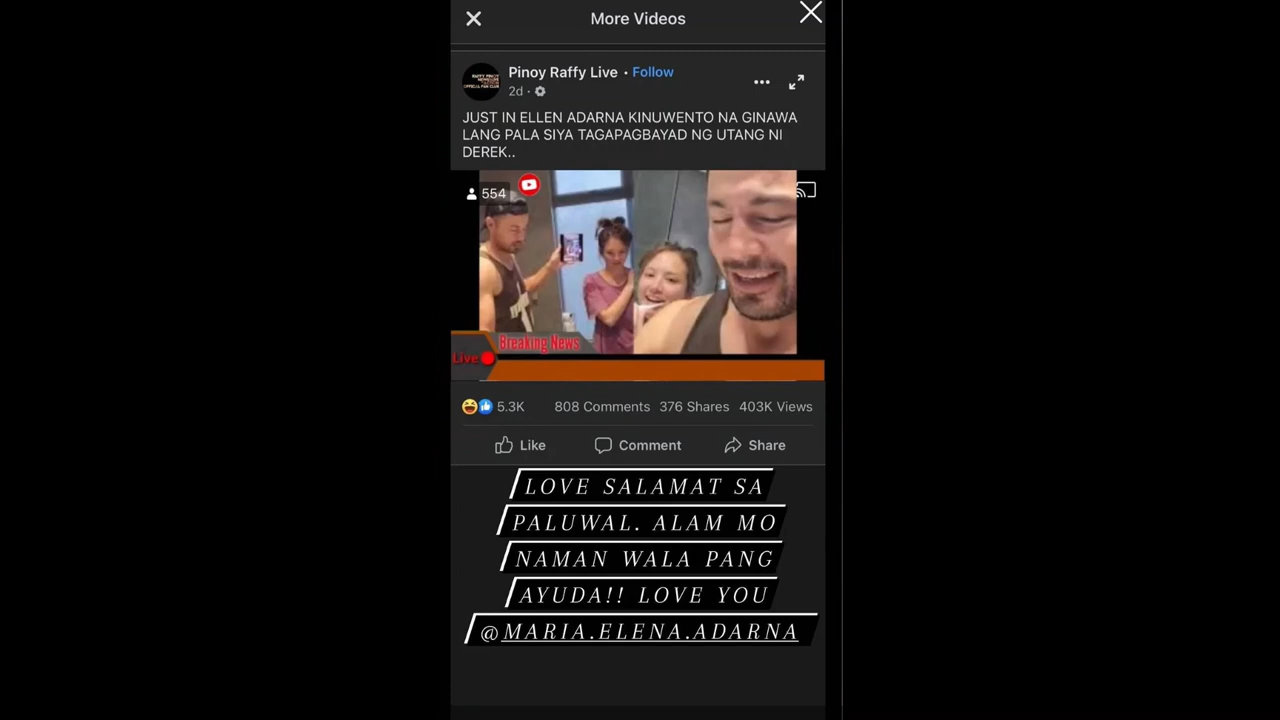 More Videos
Pinoy Raffy Live · Follow
2d ·
JUST IN ELLEN ADARNA KINUWENTO NA GINAWA
LANG PALA SIYA TAGAPAGBAYAD NG UTANG NI
DEREK..
554
Breaking News
Live
5.3K 808 Comments 376 Shares 403K Views
Like Comment Share
LOVE SALAMAT SA
PALUWAL. ALAM MO
NAMAN WALA PANG
AYUDA!! LOVE YOU
@MARIA.ELENA.ADARNA